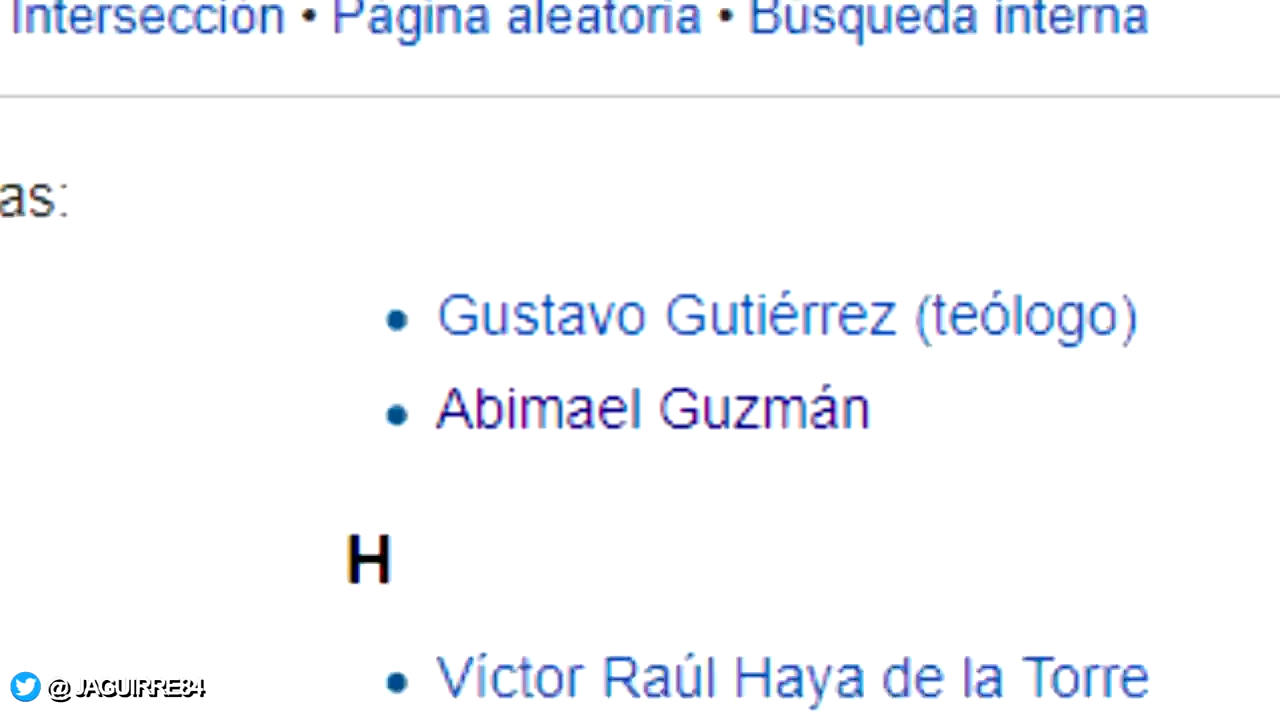 Intersección • Página aleatoria • Búsqueda interna
as:
• Gustavo Gutiérrez (teólogo)
• Abimael Guzmán
H
• Víctor Raúl Haya de la Torre
@JAGUIRRE84